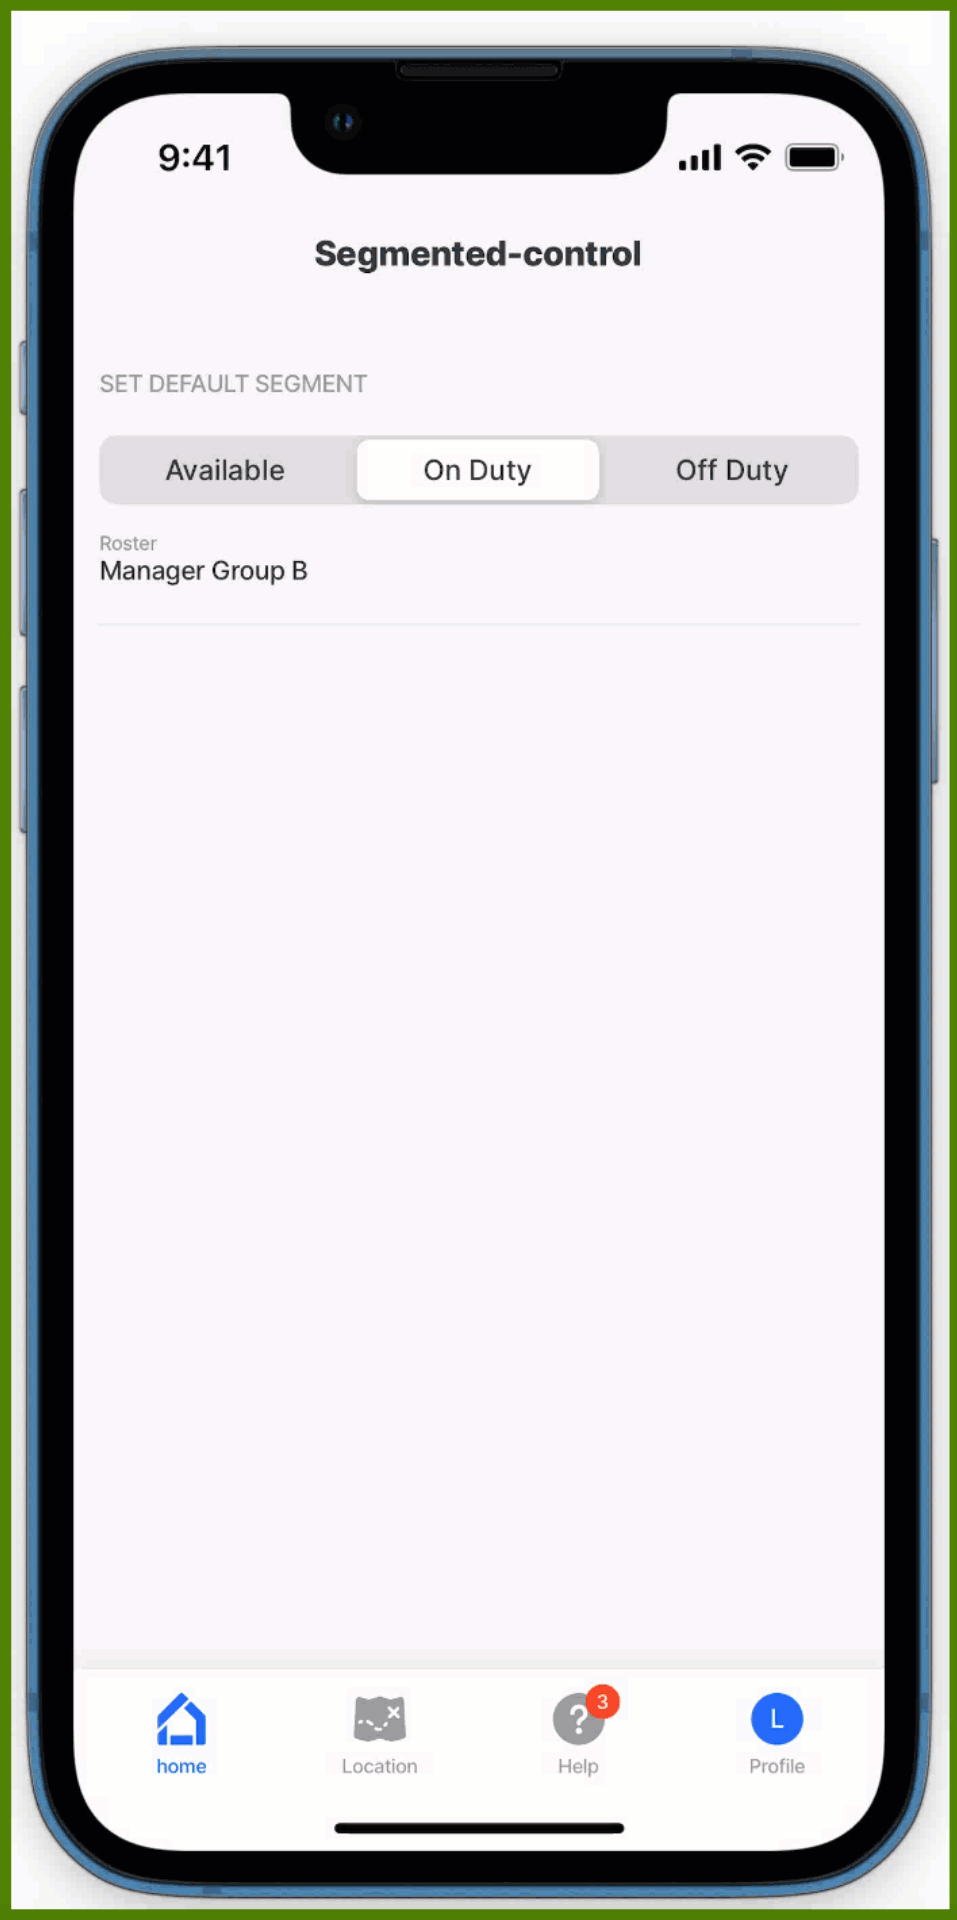 9:41
Segmented-control
SET DEFAULT SEGMENT
Available On Duty Off Duty
Roster
Manager Group B
3
L
home Location Help Profile